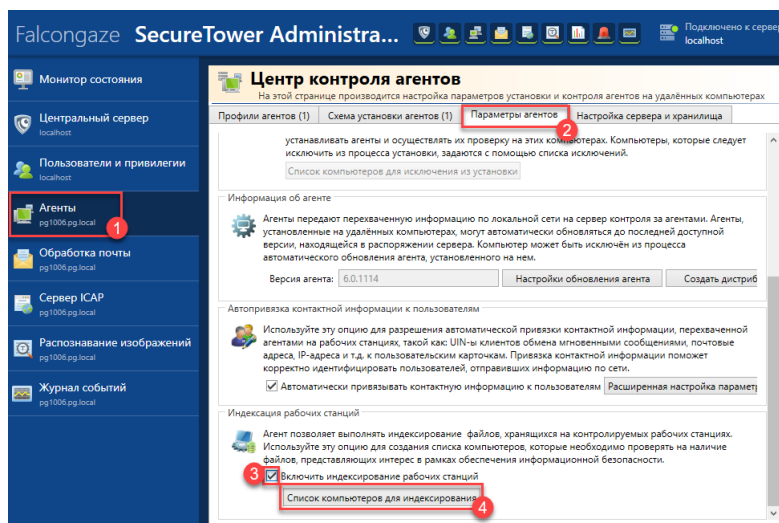 Falcongaze SecureTower Administra...
Подключено к сервер
localhost
Монитор состояния
Центральный сервер
localhost
Пользователи и привилегии
localhost
Агенты
pg1006.pg.local
1
Обработка почты
pg1006.pg.local
Сервер ICAP
pg1006.pg.local
Распознавание изображений
pg1006.pg.local
Журнал событий
pg1006.pg.local
Центр контроля агентов
На этой странице производится настройка параметров установки и контроля агентов на удалённых компьютерах
Профили агентов (1) Схема установки агентов (1) Параметры агентов Настройка сервера и хранилища
2
устанавливать агенты и осуществлять их проверку на этих компьютерах. Компьютеры, которые следует
исключить из процесса установки, задаются с помощью списка исключений.
Список компьютеров для исключения из установки
Информация об агенте
Агенты передают перехваченную информацию по локальной сети на сервер контроля за агентами. Агенты,
установленные на удалённых компьютерах, могут автоматически обновляться до последней доступной
версии, находящейся в распоряжении сервера. Компьютер может быть исключён из процесса
автоматического обновления агента, установленного на нем.
Версия агента: 6.0.1114 Настройки обновления агента Создать дистриб
Автопривязка контактной информации к пользователям
Используйте эту опцию для разрешения автоматической привязки контактной информации, перехваченной
агентами на рабочих станциях, такой как: UIN-ы клиентов обмена мгновенными сообщениями, почтовые
адреса, IP-адреса и т.д. к пользовательским карточкам. Привязка контактной информации поможет
корректно идентифицировать пользователей, отправивших информацию по сети.
Автоматически привязывать контактную информацию к пользователям Расширенная настройка парамет
Индексация рабочих станций
Агент позволяет выполнять индексирование файлов, хранящихся на контролируемых рабочих станциях.
Используйте эту опцию для создания списка компьютеров, которые необходимо проверять на наличие
файлов, представляющих интерес в рамках обеспечения информационной безопасности.
3 Включить индексирование рабочих станций
Список компьютеров для индексирования
4